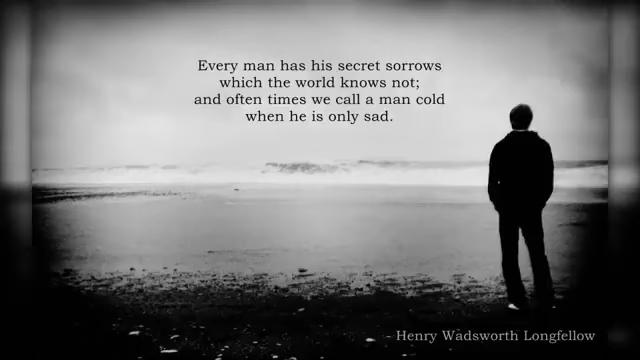 Every man has his secret sorrows
which the world knows not;
and often times we call a man cold
when he is only sad.
- Henry Wadsworth Longfellow